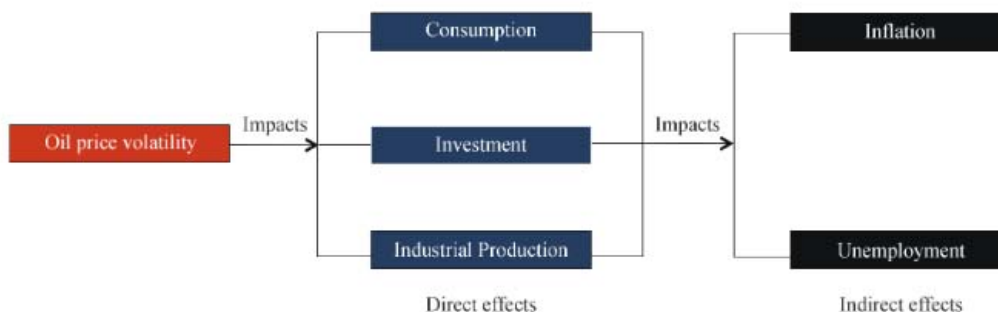 Consumption
Inflation
Impacts
Impacts
Oil price volatility
Investment
Industrial Production
Unemployment
Direct effects
Indirect effects